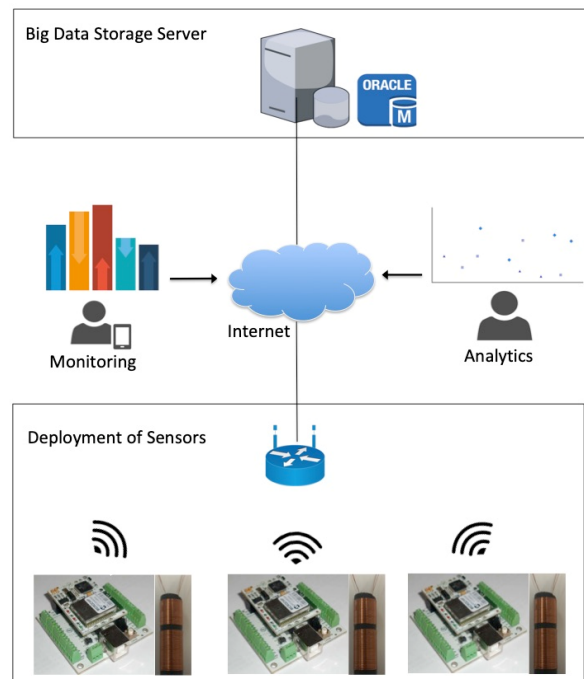 Big Data Storage Server
ORACLE
M
Internet
Monitoring
Analytics
Deployment of Sensors